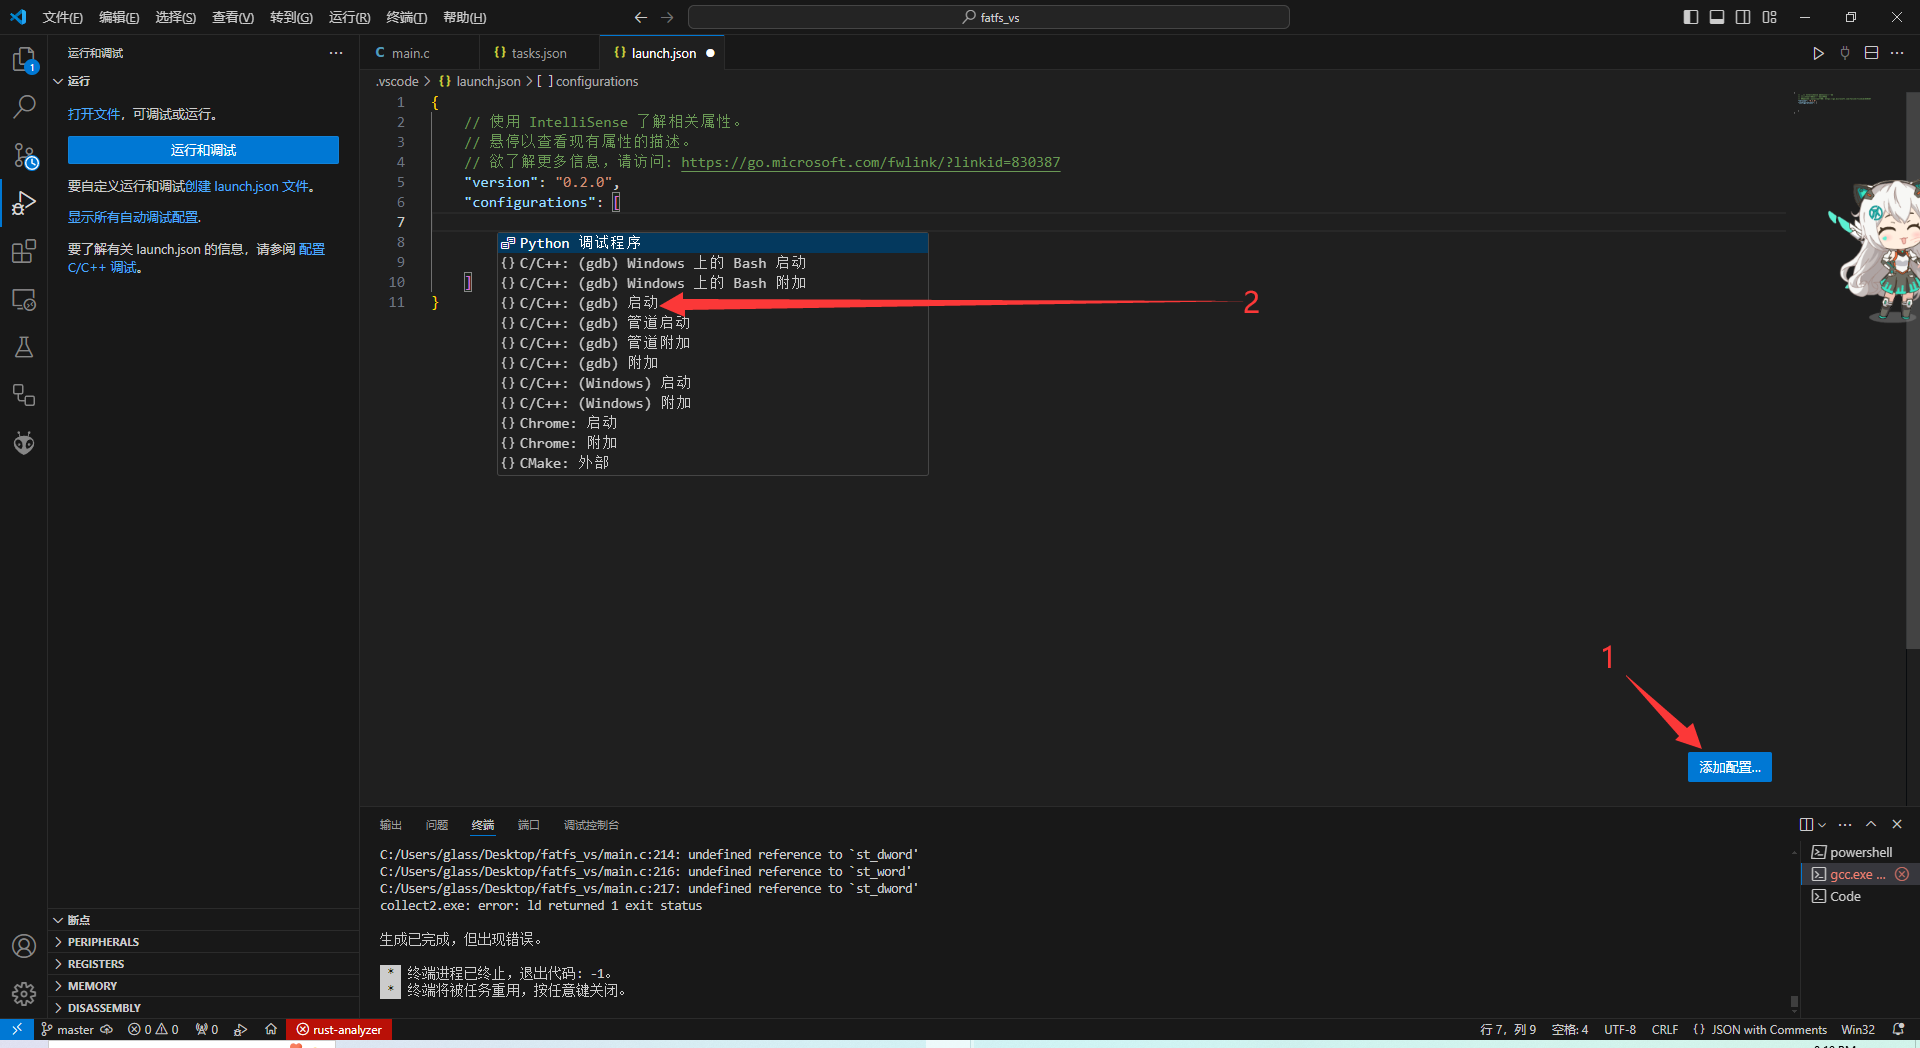 文件(F) 编辑(E) 选择(S) 查看(V) 转到(G) 运行(R) 终端(T) 帮助(H)
fatfs_vs
运行和调试
运行
打开文件，可调试或运行。
运行和调试
要自定义运行和调试创建 launch.json 文件。
显示所有自动调试配置.
要了解有关 launch.json 的信息，请参阅 配置
C/C++ 调试。
1
断点
PERIPHERALS
REGISTERS
MEMORY
DISASSEMBLY
C main.c
{} tasks.json
{} launch.json
.vscode > {} launch.json > [ ] configurations
1 {
2 // 使用 IntelliSense 了解相关属性。
3 // 悬停以查看现有属性的描述。
4 // 欲了解更多信息，请访问: https://go.microsoft.com/fwlink/?linkid=830387
5 "version": "0.2.0",
6 "configurations": [
7
8
9
10 ]
11 }
Python 调试程序
{} C/C++: (gdb) Windows 上的 Bash 启动
{} C/C++: (gdb) Windows 上的 Bash 附加
{} C/C++: (gdb) 启动
{} C/C++: (gdb) 管道启动
{} C/C++: (gdb) 管道附加
{} C/C++: (gdb) 附加
{} C/C++: (Windows) 启动
{} C/C++: (Windows) 附加
{} Chrome: 启动
{} Chrome: 附加
{} CMake: 外部
2
1
添加配置...
输出 问题 终端 端口 调试控制台
C:/Users/glass/Desktop/fatfs_vs/main.c:214: undefined reference to `st_dword'
C:/Users/glass/Desktop/fatfs_vs/main.c:216: undefined reference to `st_word'
C:/Users/glass/Desktop/fatfs_vs/main.c:217: undefined reference to `st_dword'
collect2.exe: error: ld returned 1 exit status
生成已完成，但出现错误。
* 终端进程已终止，退出代码: -1。
* 终端将被任务重用，按任意键关闭。
powershell
gcc.exe ...
Code
master 0 0 0 rust-analyzer
行 7，列 9 空格: 4 UTF-8 CRLF {} JSON with Comments Win32